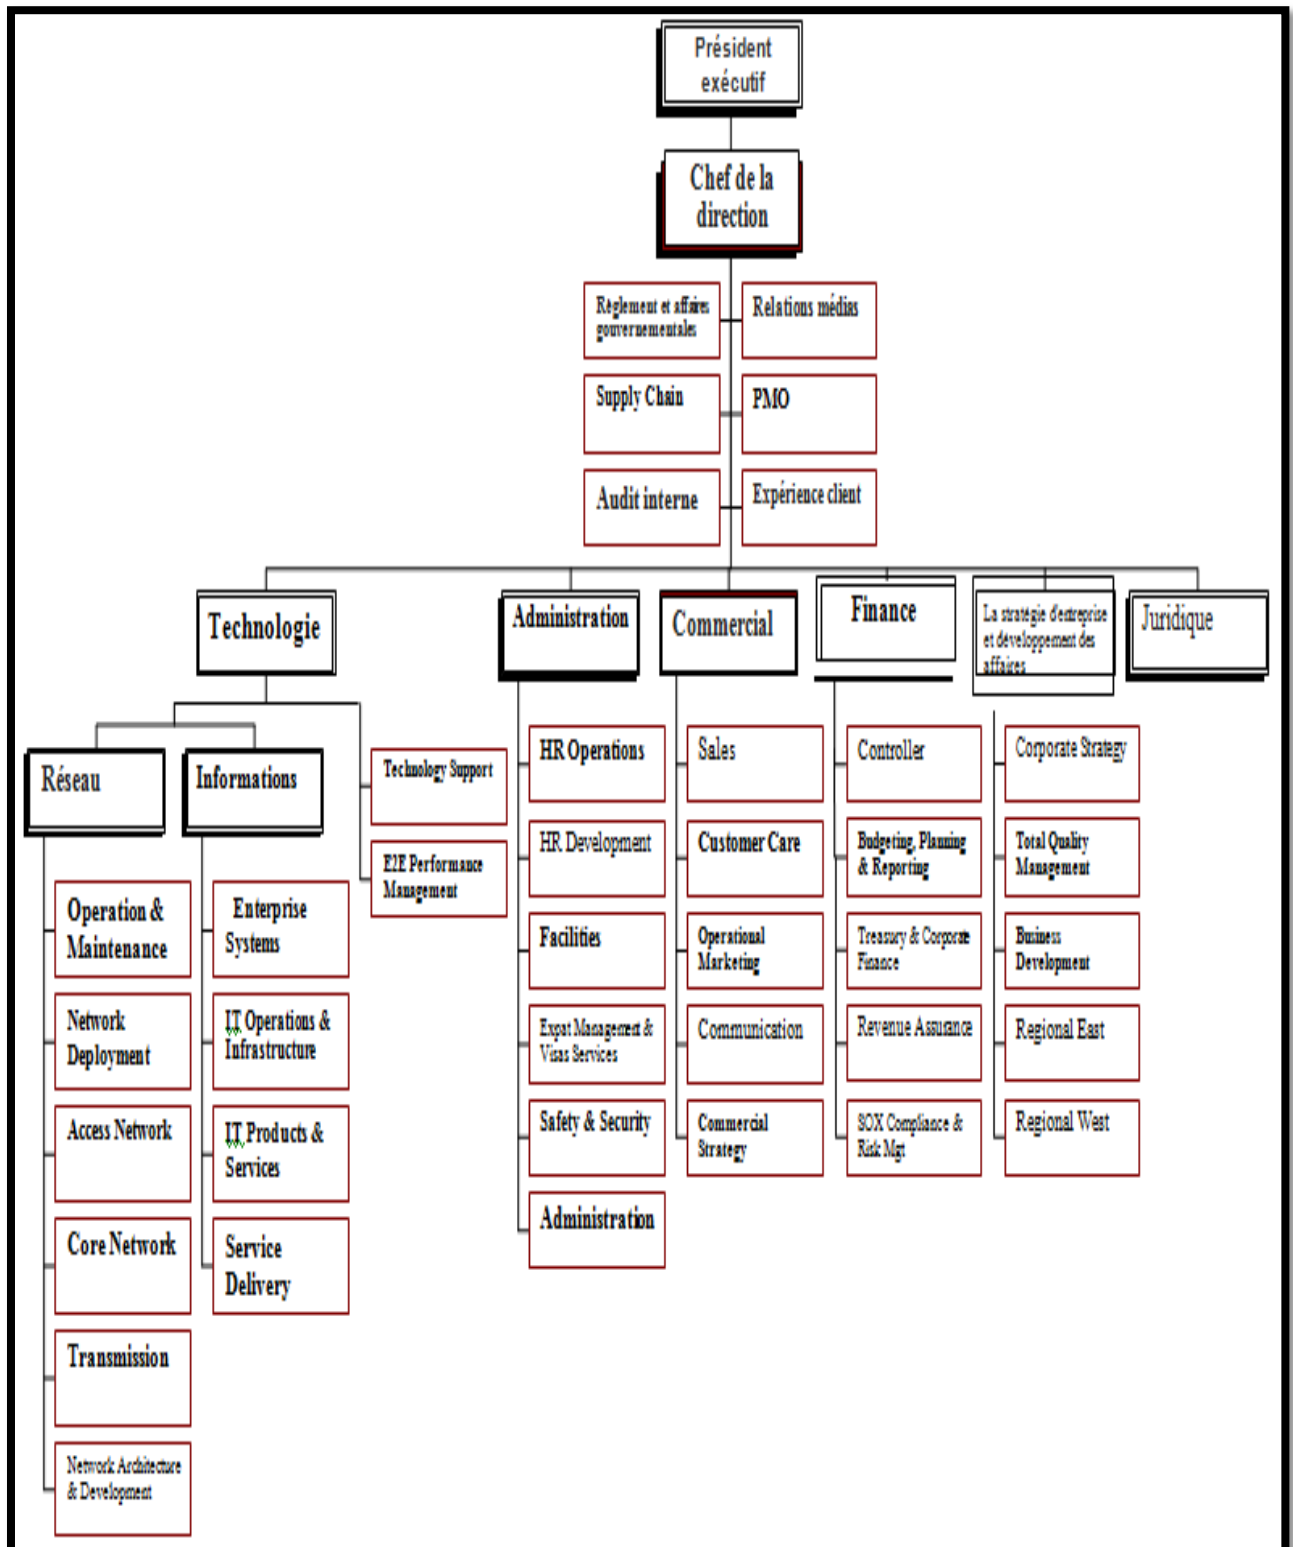 Président
exécutif
Chef de la
direction
Règlement et affaires
gouvernementales
Relations médias
Supply Chain
PMO
Audit interne
Expérience client
Technologie
Administration
Commercial
Finance
La stratégie d'entreprise
et développement des
affaires
Juridique
Réseau
Informations
Technology Support
E2E Performance
Management
Operation &
Maintenance
Network
Deployment
Access Network
Core Network
Transmission
Network Architecture
& Development
Enterprise
Systems
IT Operations &
Infrastructure
IT Products &
Services
Service
Delivery
HR Operations
HR Development
Facilities
Expat Management &
Visas Services
Safety & Security
Administration
Sales
Customer Care
Operational
Marketing
Communication
Commercial
Strategy
Controller
Budgeting, Planning
& Reporting
Treasury & Corporate
Finance
Revenue Assurance
SOX Compliance &
Risk Mgt
Corporate Strategy
Total Quality
Management
Business
Development
Regional East
Regional West